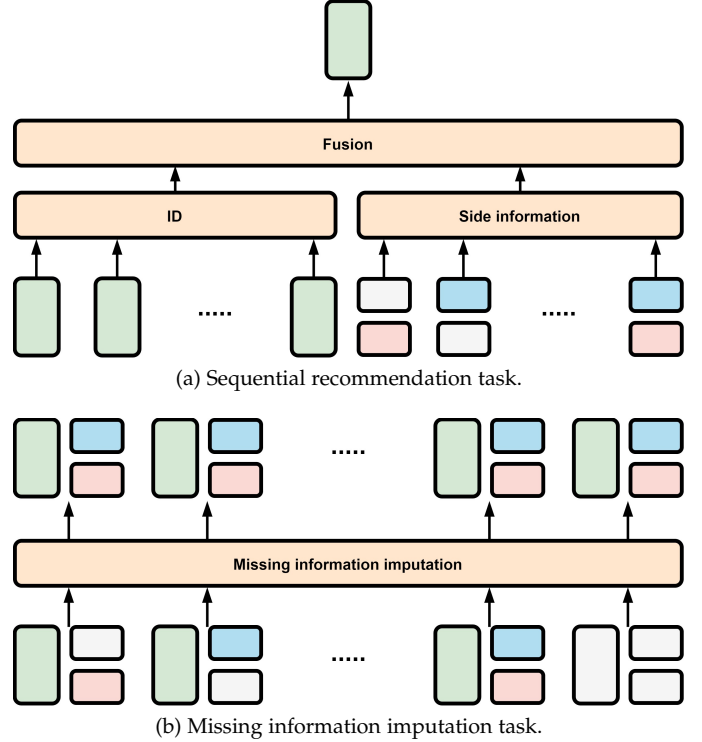 Fusion
ID
Side information
.....
.....
(a) Sequential recommendation task.
.....
Missing information imputation
.....
(b) Missing information imputation task.